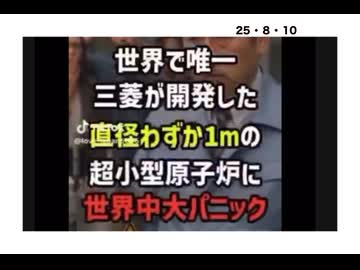 25・8・10
世界で唯一
三菱が開発した
直径わずか1mの
超小型原子炉に
世界中大パニック